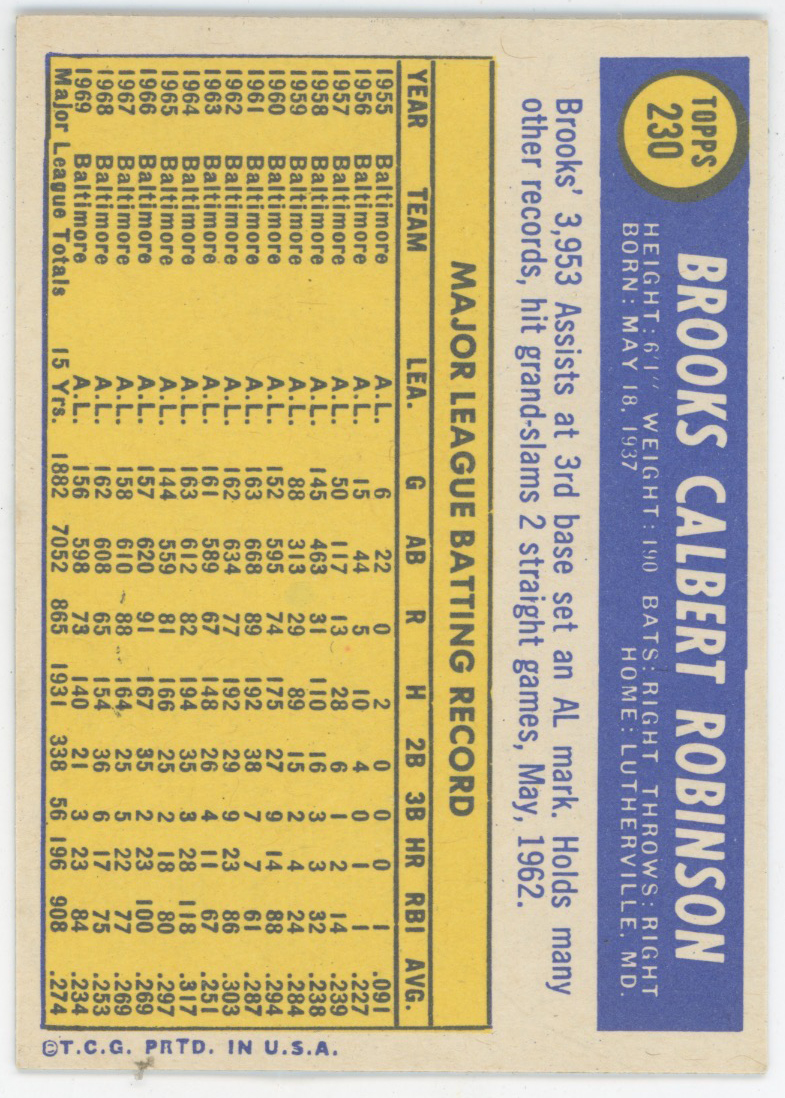 TOPPS
230
BROOKS CALBERT ROBINSON
HEIGHT: 6'1" WEIGHT: 190 BATS: RIGHT THROWS: RIGHT
BORN: MAY 18, 1937 HOME: LUTHERVILLE, MD.
Brooks' 3,953 Assists at 3rd base set an AL mark. Holds many
other records, hit grand-slams 2 straight games, May, 1962.
MAJOR LEAGUE BATTING RECORD
YEAR TEAM LEA. G AB R H 2B 3B HR RBI AVG.
1955 Baltimore A.L. 6 22 0 2 0 0 0 1 .091
1956 Baltimore A.L. 15 44 5 10 4 0 1 1 .227
1957 Baltimore A.L. 50 117 13 28 6 1 2 14 .239
1958 Baltimore A.L. 145 463 31 110 16 3 3 32 .238
1959 Baltimore A.L. 88 313 29 89 15 2 4 24 .284
1960 Baltimore A.L. 152 595 74 175 27 9 14 88 .294
1961 Baltimore A.L. 163 668 89 192 38 7 7 61 .287
1962 Baltimore A.L. 162 634 77 192 29 9 23 86 .303
1963 Baltimore A.L. 161 589 67 148 26 4 11 67 .251
1964 Baltimore A.L. 163 612 82 194 35 3 28 118 .317
1965 Baltimore A.L. 144 559 81 166 25 2 18 80 .297
1966 Baltimore A.L. 157 620 91 167 35 2 23 100 .269
1967 Baltimore A.L. 158 610 88 164 25 5 22 77 .269
1968 Baltimore A.L. 162 608 65 154 36 6 17 75 .253
1969 Baltimore A.L. 156 598 73 140 21 3 23 84 .234
Major League Totals 15 Yrs. 1882 7052 865 1931 338 56 196 908 .274
©T.C.G. PRTD. IN U.S.A.